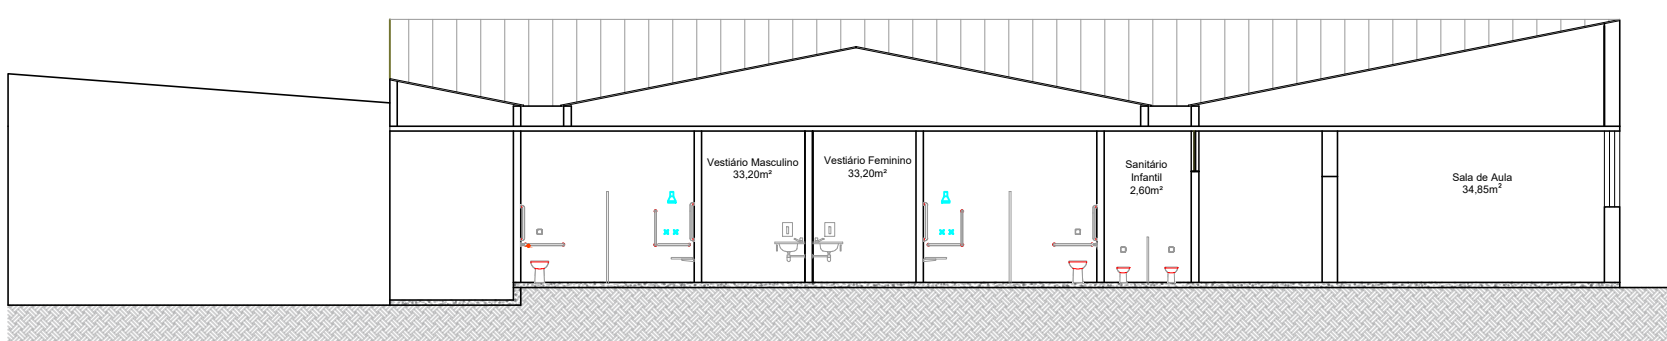 Vestiário Masculino
33,20m²
Vestiário Feminino
33,20m²
Sanitário
Infantil
2,60m²
Sala de Aula
34,85m²